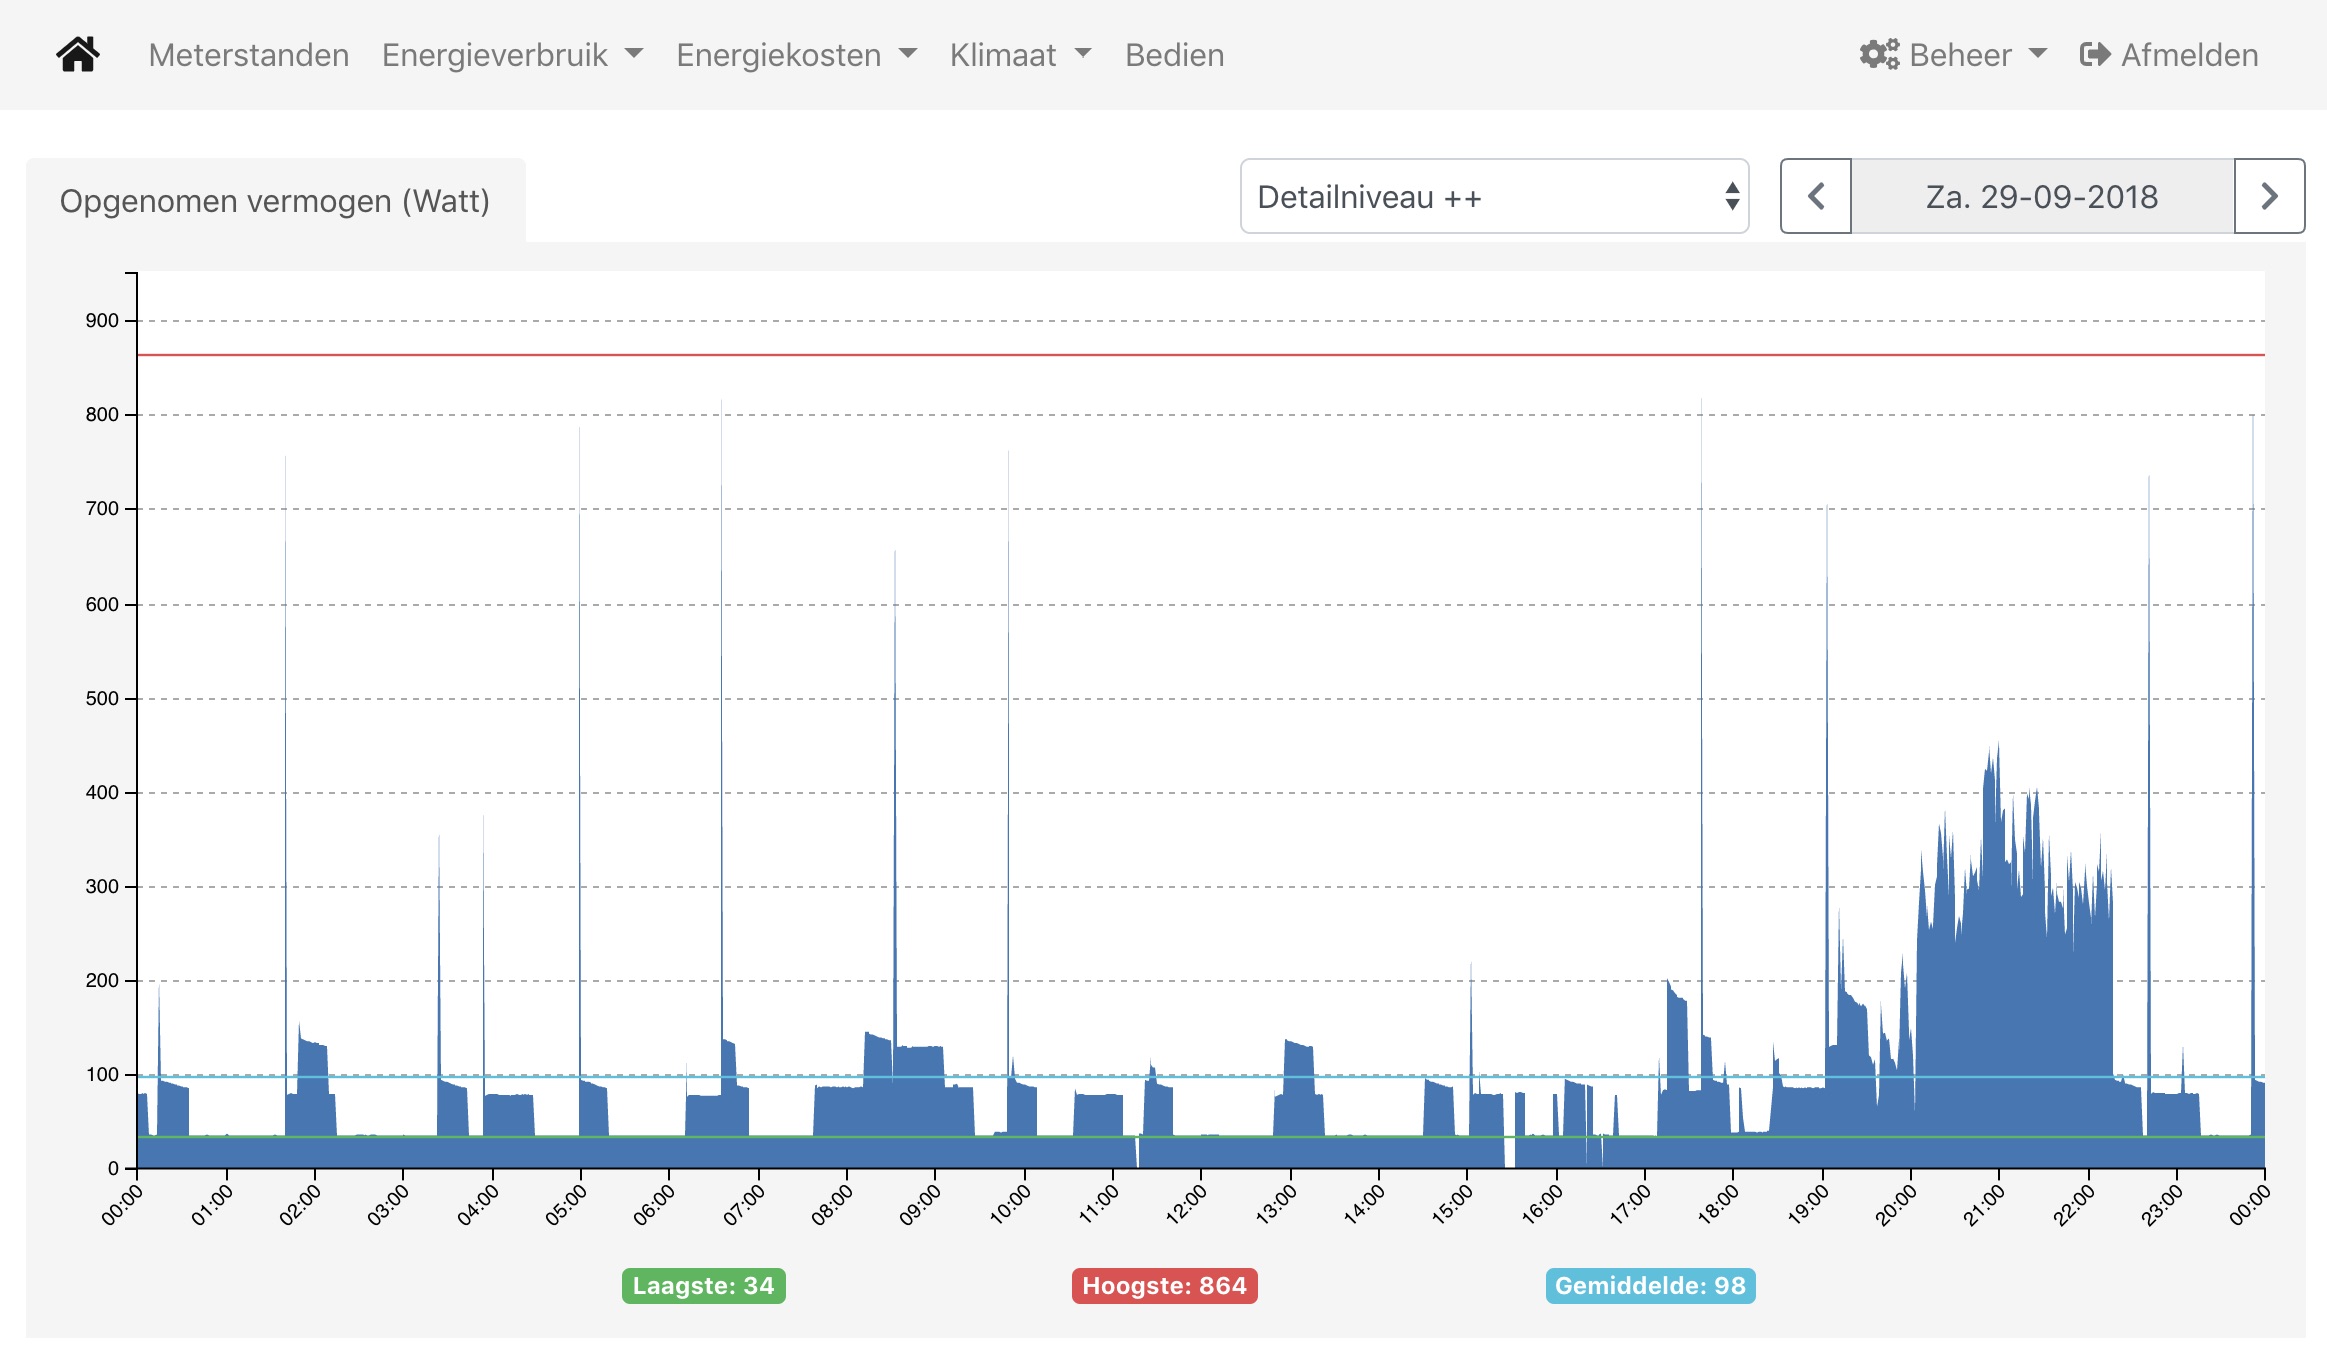 Meterstanden Energieverbruik Energiekosten Klimaat Bedien Beheer Afmelden
Opgenomen vermogen (Watt) Detailniveau ++ Za. 29-09-2018
900
800
700
600
500
400
300
200
100
0
00:00 01:00 02:00 03:00 04:00 05:00 06:00 07:00 08:00 09:00 10:00 11:00 12:00 13:00 14:00 15:00 16:00 17:00 18:00 19:00 20:00 21:00 22:00 23:00 00:00
Laagste: 34 Hoogste: 864 Gemiddelde: 98